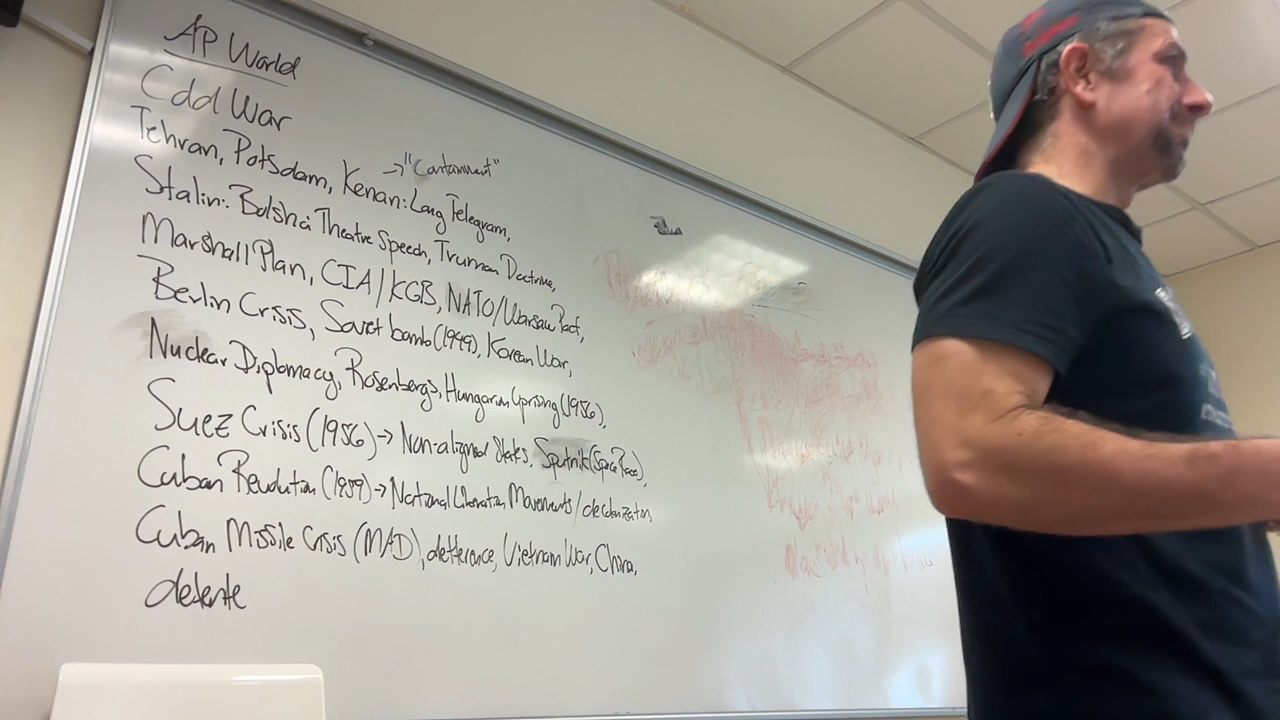 AP World
Cold War
Tehran, Potsdam, Kenan: Long Telegram,
→"Containment"
Stalin: Bolshoi Theatre Speech, Truman Doctrine,
Marshall Plan, CIA/KGB, NATO/Warsaw Pact,
Berlin Crisis, Soviet bomb (1949), Korean War,
Nuclear Diplomacy, Rosenbergs, Hungarian Uprising (1956),
Suez Crisis (1956)→ Non-aligned States, Sputnik (Space Race),
Cuban Revolution (1959)→ National Liberation Movements/decolonization,
Cuban Missile Crisis (MAD), detterence, Vietnam War, China,
detente